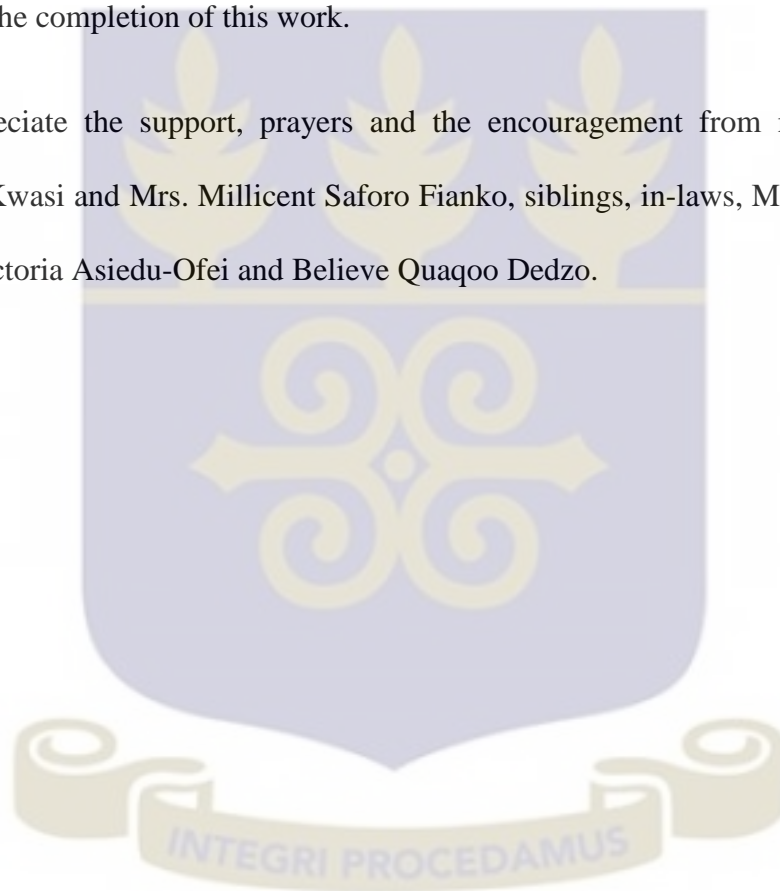 he completion of this work.
eciate the support, prayers and the encouragement from
Kwasi and Mrs. Millicent Saforo Fianko, siblings, in-laws, M
ctoria Asiedu-Ofei and Believe Quaqoo Dedzo.
INTEGRI PROCEDAMUS